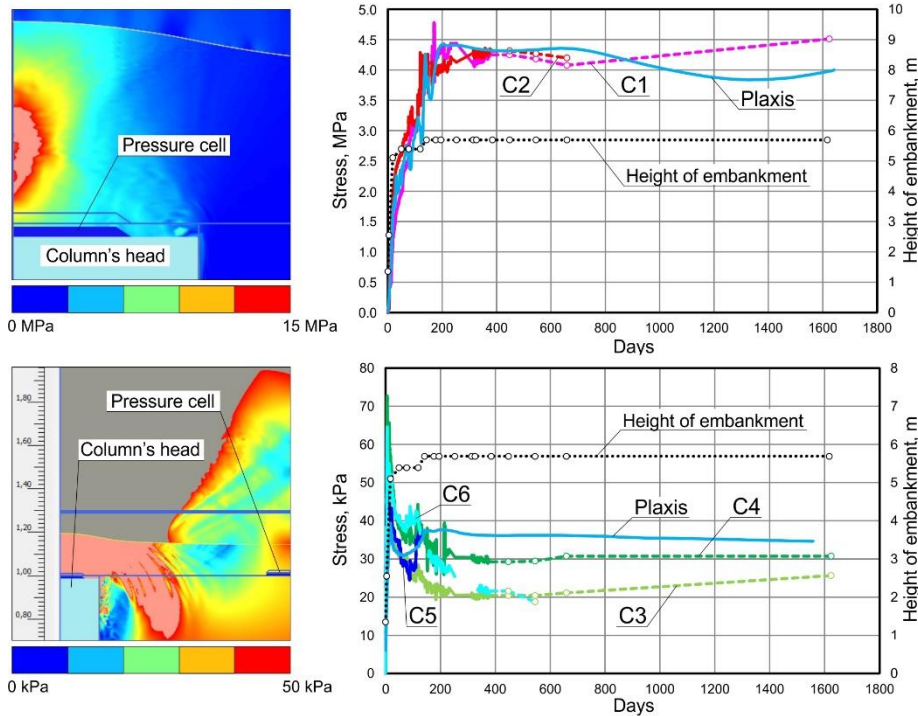 Pressure cell
Column's head
0 MPa
15 MPa
Stress, MPa
5.0
4.5
4.0
3.5
3.0
2.5
2.0
1.5
1.0
0.5
0.0
C2
C1
Plaxis
Height of embankment
10
9
8
7
6
5
4
3
2
1
0
Height of embankment, m
0
200
400
600
800
1000
1200
1400
1600
1800
Days
1,80
1,60
1,40
1,20
1,00
0,80
Pressure cell
Column's head
0 kPa
50 kPa
Stress, kPa
80
70
60
50
40
30
20
10
0
Height of embankment
C6
Plaxis
C4
C5
C3
8
7
6
5
4
3
2
1
0
Height of embankment, m
0
200
400
600
800
1000
1200
1400
1600
1800
Days